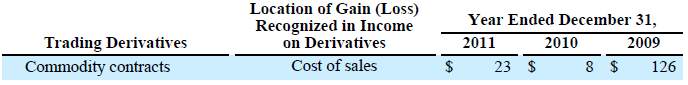 Location of Gain (Loss)
Recognized in Income
Year Ended December 31,
Trading Derivatives on Derivatives 2011 2010 2009
Commodity contracts Cost of sales $ 23 $ 8 $ 126